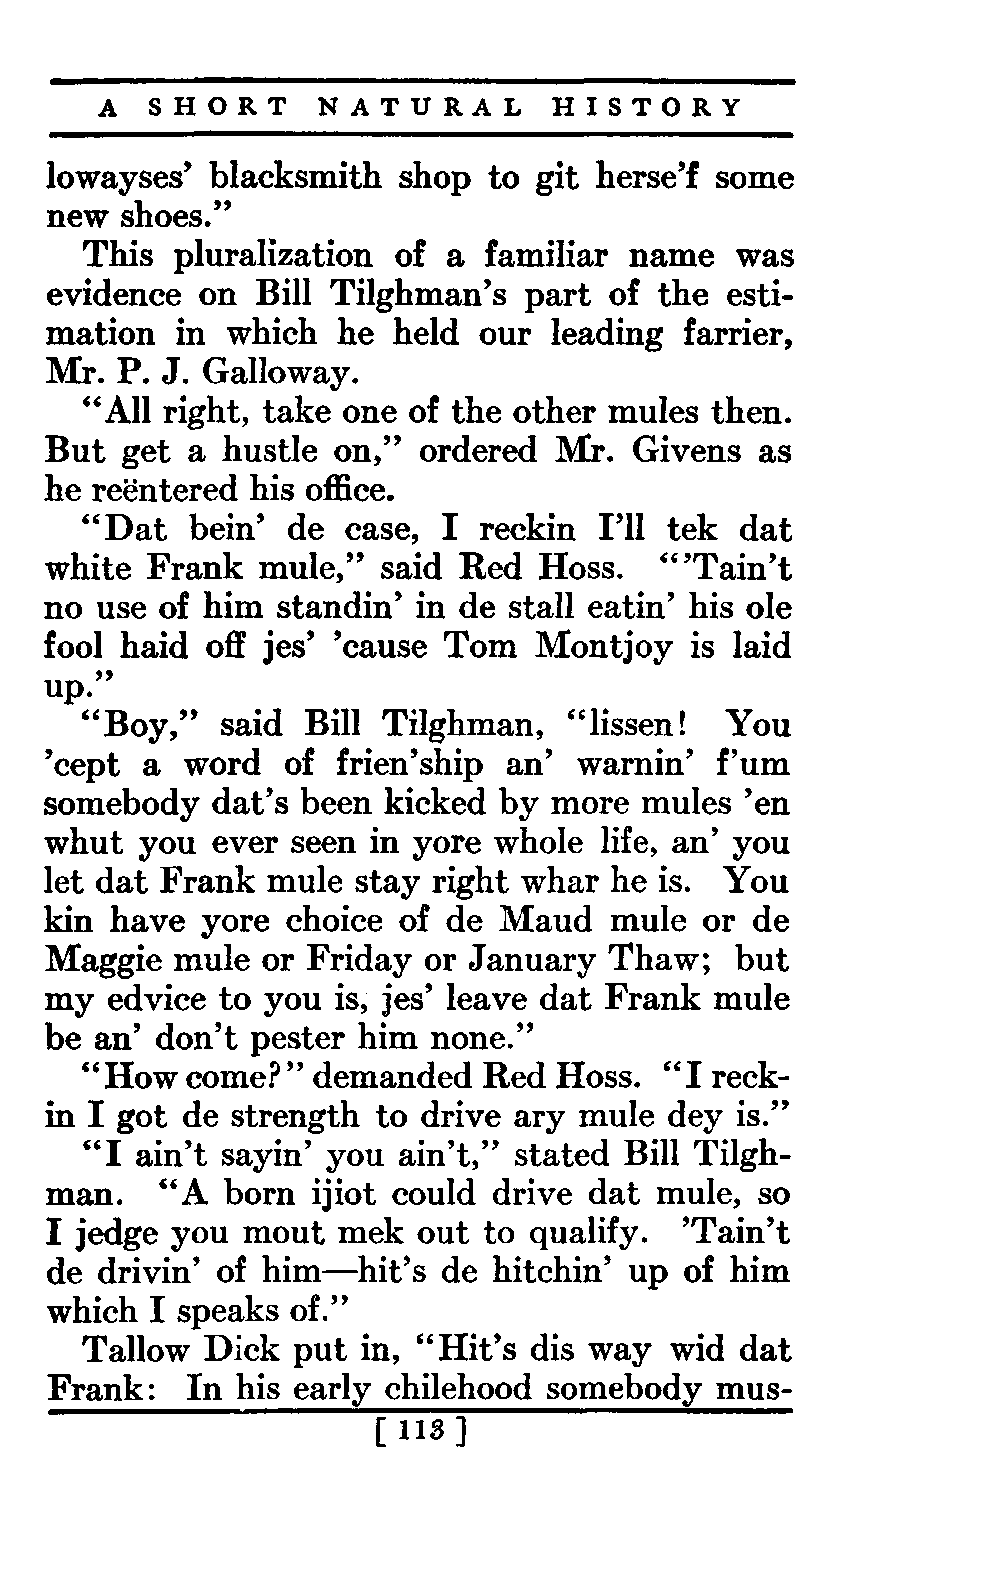 A SHORT NATURAL HISTORY
lowayses’ blacksmith shop to git herse’f some
new shoes.”
This pluralization of a familiar name was
evidence on Bill Tilghman’s part of the esti-
mation in which he held our leading farrier,
Mr. P. J. Galloway.
“All right, take one of the other mules then.
But get a hustle on,” ordered Mr. Givens as
he reëntered his office.
“Dat bein’ de case, I reckin I’ll tek dat
white Frank mule,” said Red Hoss. “’Tain’t
no use of him standin’ in de stall eatin’ his ole
fool haid off jes’ ’cause Tom Montjoy is laid
up.”
“Boy,” said Bill Tilghman, “lissen! You
’cept a word of frien’ship an’ warnin’ f’um
somebody dat’s been kicked by more mules ’en
whut you ever seen in yore whole life, an’ you
let dat Frank mule stay right whar he is. You
kin have yore choice of de Maud mule or de
Maggie mule or Friday or January Thaw; but
my edvice to you is, jes’ leave dat Frank mule
be an’ don’t pester him none.”
“How come?” demanded Red Hoss. “I reck-
in I got de strength to drive ary mule dey is.”
“I ain’t sayin’ you ain’t,” stated Bill Tilgh-
man. “A born ijiot could drive dat mule, so
I jedge you mout mek out to qualify. ’Tain’t
de drivin’ of him—hit’s de hitchin’ up of him
which I speaks of.”
Tallow Dick put in, “Hit’s dis way wid dat
Frank: In his early chilehood somebody mus-
[ 113 ]